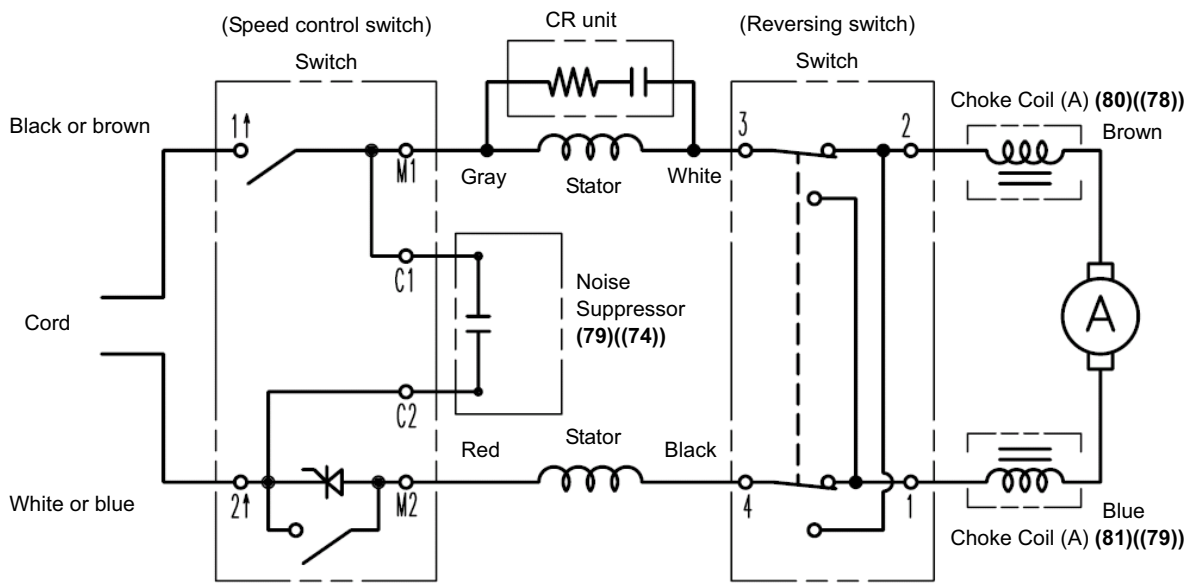 (Speed control switch)
Switch
CR unit
(Reversing switch)
Switch
Choke Coil (A) (80)((78))
Brown
Black or brown
1↑
M1
Gray
Stator
White
3
2
C1
Noise
Suppressor
(79)((74))
Cord
A
C2
Red
Stator
Black
White or blue
2↑
M2
4
1
Blue
Choke Coil (A) (81)((79))